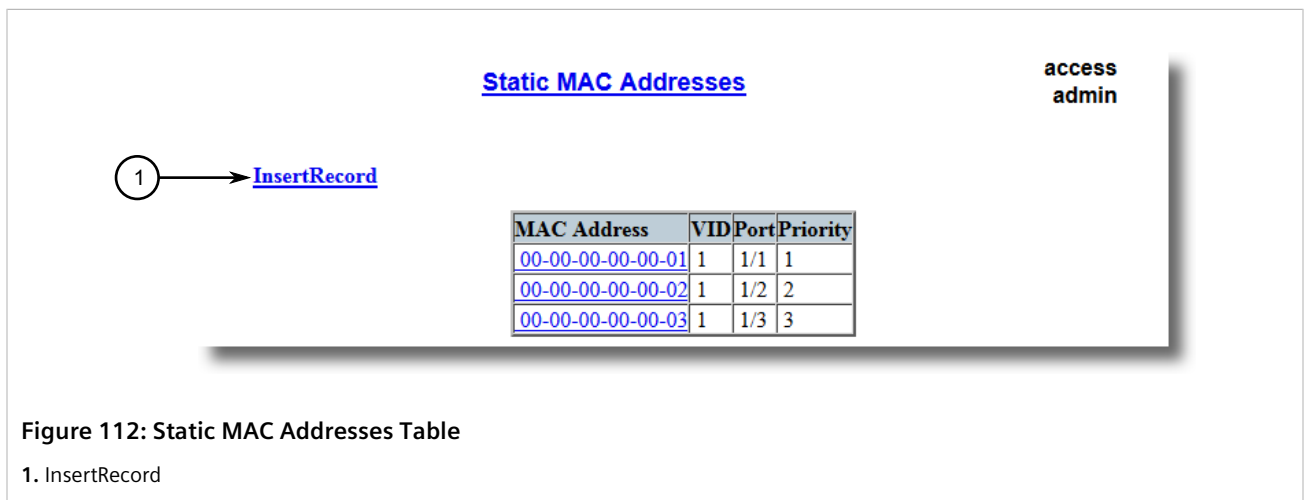 Static MAC Addresses
access
admin
1
InsertRecord
MAC Address VID Port Priority
00-00-00-00-00-01 1 1/1 1
00-00-00-00-00-02 1 1/2 2
00-00-00-00-00-03 1 1/3 3
Figure 112: Static MAC Addresses Table
1. InsertRecord